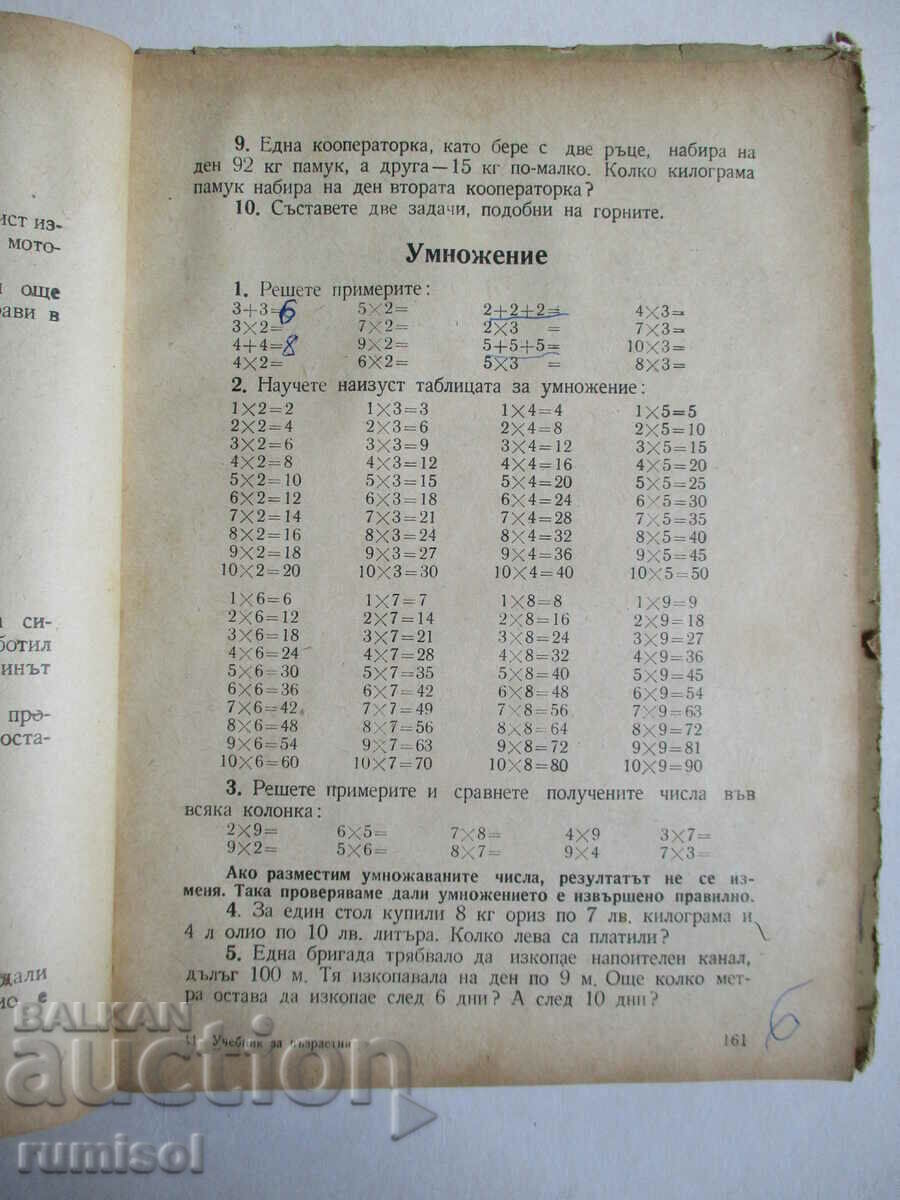 ист из-
мото-
още
рави в
си-
ботил
инът
про-
оста-
дали
но е
9. Една кооператорка, като бере с две ръце, набира на
ден 92 кг памук, а друга—15 кг по-малко. Колко килограма
памук набира на ден втората кооператорка?
10. Съставете две задачи, подобни на горните.
Умножение
1. Решете примерите:
3+3=6 5×2= 2+2+2= 4×3=
3×2= 7×2= 2×3 = 7×3=
4+4=8 9×2= 5+5+5= 10×3=
4×2= 6×2= 5×3 = 8×3=
2. Научете наизуст таблицата за умножение:
1×2=2 1×3=3 1×4=4 1×5=5
2×2=4 2×3=6 2×4=8 2×5=10
3×2=6 3×3=9 3×4=12 3×5=15
4×2=8 4×3=12 4×4=16 4×5=20
5×2=10 5×3=15 5×4=20 5×5=25
6×2=12 6×3=18 6×4=24 6×5=30
7×2=14 7×3=21 7×4=28 7×5=35
8×2=16 8×3=24 8×4=32 8×5=40
9×2=18 9×3=27 9×4=36 9×5=45
10×2=20 10×3=30 10×4=40 10×5=50
1×6=6 1×7=7 1×8=8 1×9=9
2×6=12 2×7=14 2×8=16 2×9=18
3×6=18 3×7=21 3×8=24 3×9=27
4×6=24 4×7=28 4×8=32 4×9=36
5×6=30 5×7=35 5×8=40 5×9=45
6×6=36 6×7=42 6×8=48 6×9=54
7×6=42 7×7=49 7×8=56 7×9=63
8×6=48 8×7=56 8×8=64 8×9=72
9×6=54 9×7=63 9×8=72 9×9=81
10×6=60 10×7=70 10×8=80 10×9=90
3. Решете примерите и сравнете получените числа във
всяка колонка:
2×9= 6×5= 7×8= 4×9 3×7=
9×2= 5×6= 8×7= 9×4 7×3=
Ако разместим умножаваните числа, резултатът не се из-
меня. Така проверяваме дали умножението е извършено правилно.
4. За един стол купили 8 кг ориз по 7 лв. килограма и
4 л олио по 10 лв. литъра. Колко лева са платили?
5. Една бригада трябвало да изкопае напоителен канал,
дълъг 100 м. Тя изкопавала на ден по 9 м. Още колко мет-
ра остава да изкопае след 6 дни? А след 10 дни?
11 Учебник за възрастни 161 6
BALKAN
auction
rumisol